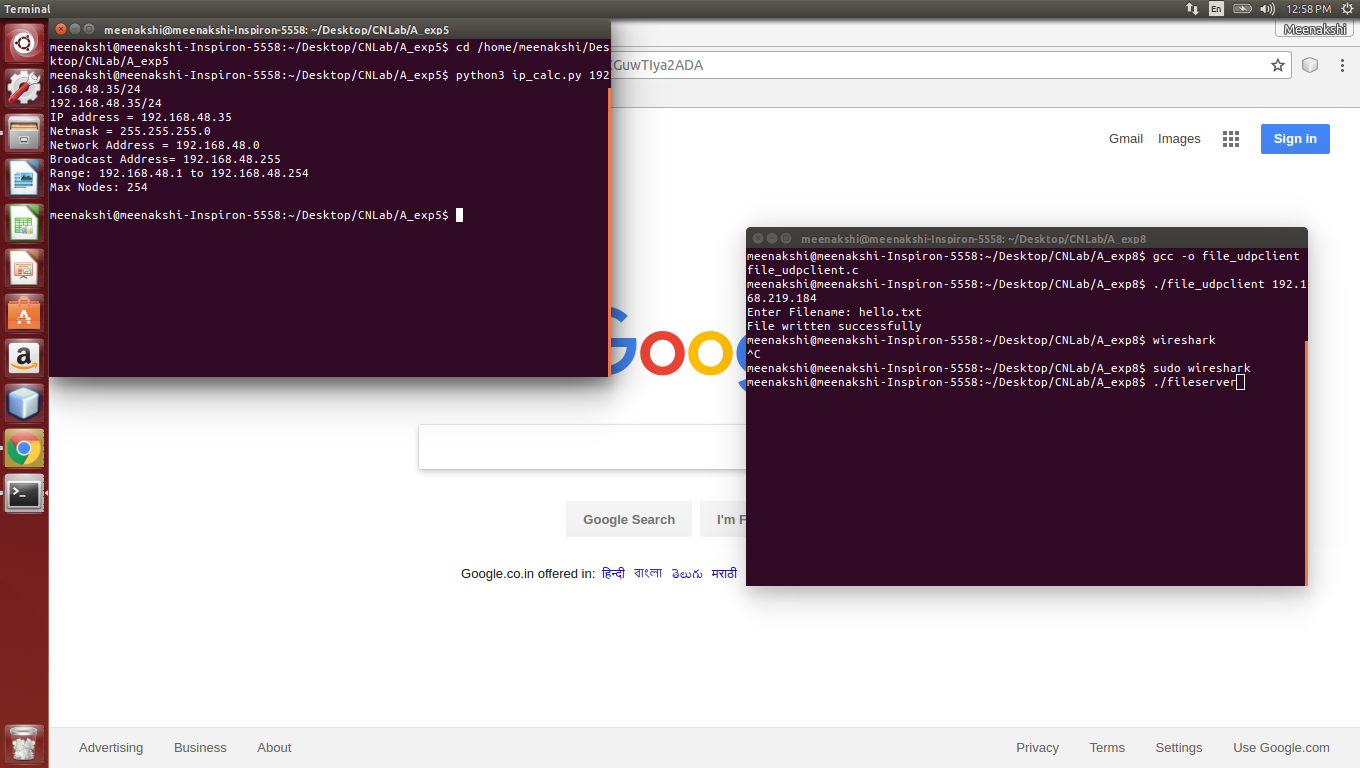 Terminal
En
12:58 PM
meenakshi@meenakshi-Inspiron-5558: ~/Desktop/CNLab/A_exp5
meenakshi@meenakshi-Inspiron-5558:~/Desktop/CNLab/A_exp5$ cd /home/meenakshi/Des
ktop/CNLab/A_exp5
meenakshi@meenakshi-Inspiron-5558:~/Desktop/CNLab/A_exp5$ python3 ip_calc.py 192
.168.48.35/24
192.168.48.35/24
IP address = 192.168.48.35
Netmask = 255.255.255.0
Network Address = 192.168.48.0
Broadcast Address= 192.168.48.255
Range: 192.168.48.1 to 192.168.48.254
Max Nodes: 254
meenakshi@meenakshi-Inspiron-5558:~/Desktop/CNLab/A_exp5$
Meenakshi
GuwTIya2ADA
Gmail Images Sign in
meenakshi@meenakshi-Inspiron-5558: ~/Desktop/CNLab/A_exp8
meenakshi@meenakshi-Inspiron-5558:~/Desktop/CNLab/A_exp8$ gcc -o file_udpclient
file_udpclient.c
meenakshi@meenakshi-Inspiron-5558:~/Desktop/CNLab/A_exp8$ ./file_udpclient 192.1
68.219.184
Enter Filename: hello.txt
File written successfully
meenakshi@meenakshi-Inspiron-5558:~/Desktop/CNLab/A_exp8$ wireshark
^C
meenakshi@meenakshi-Inspiron-5558:~/Desktop/CNLab/A_exp8$ sudo wireshark
meenakshi@meenakshi-Inspiron-5558:~/Desktop/CNLab/A_exp8$ ./fileserver
Goog
Google Search I'm F
Google.co.in offered in: हिन्दी বাংলা తెలుగు मराठी
Advertising Business About Privacy Terms Settings Use Google.com